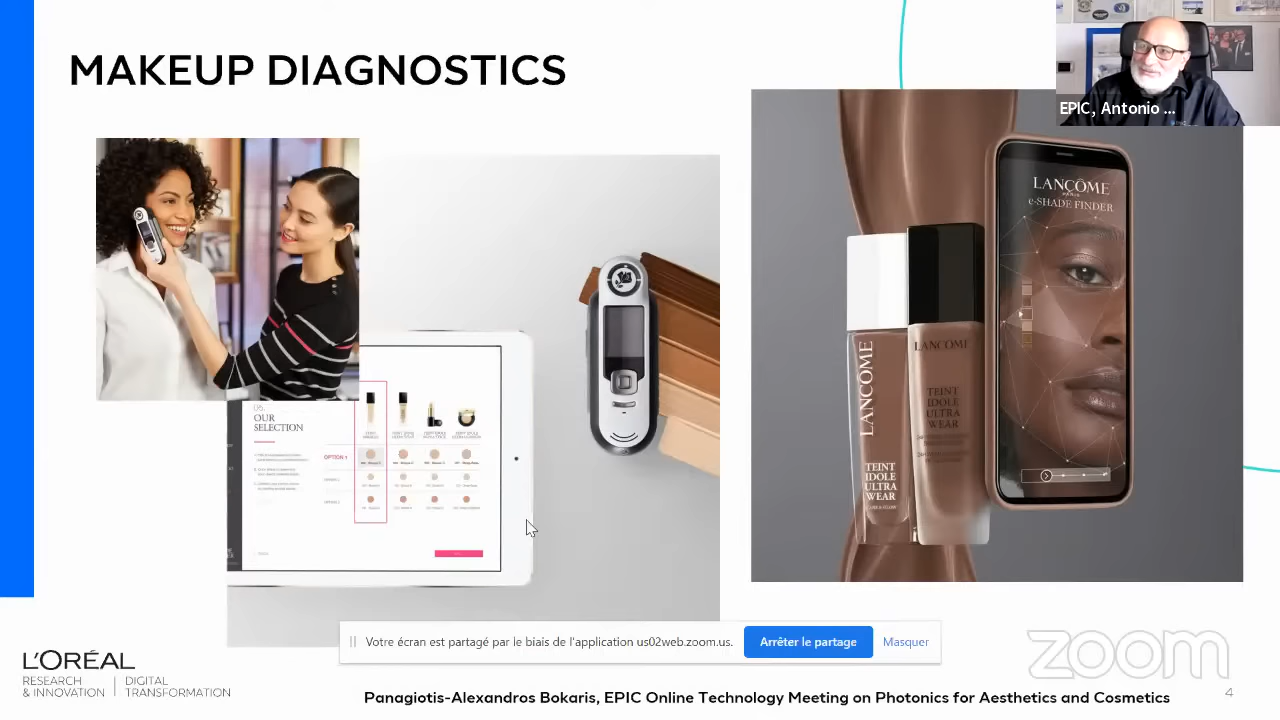 MAKEUP DIAGNOSTICS
EPIC, Antonio ...
LANCÔME
PARIS
e-SHADE FINDER
LANCÔME
TEINT
IDOLE
ULTRA
WEAR
LANCÔME
TEINT
IDOLE
ULTRA
WEAR
OUR
SELECTION
OPTION 1
Votre écran est partagé par le biais de l'application us02web.zoom.us.
Arrêter le partage
Masquer
L'ORÉAL
RESEARCH
& INNOVATION
DIGITAL
TRANSFORMATION
zoom
Panagiotis-Alexandros Bokaris, EPIC Online Technology Meeting on Photonics for Aesthetics and Cosmetics
4